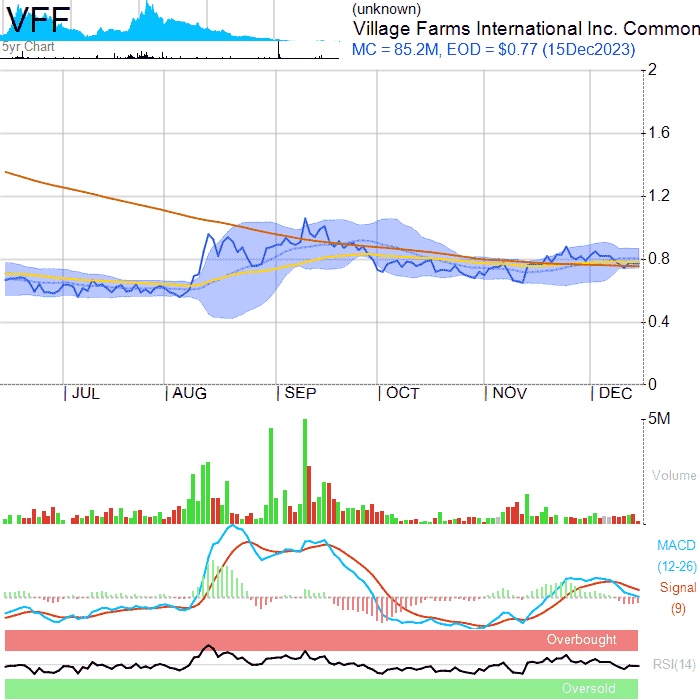 VFF
5yr Chart
(unknown)
Village Farms International Inc. Common
MC = 85.2M, EOD = $0.77 (15Dec2023)
2
1.6
1.2
0.8
0.4
0
JUL
AUG
SEP
OCT
NOV
DEC
5M
Volume
MACD
(12-26)
Signal
(9)
Overbought
RSI(14)
Oversold